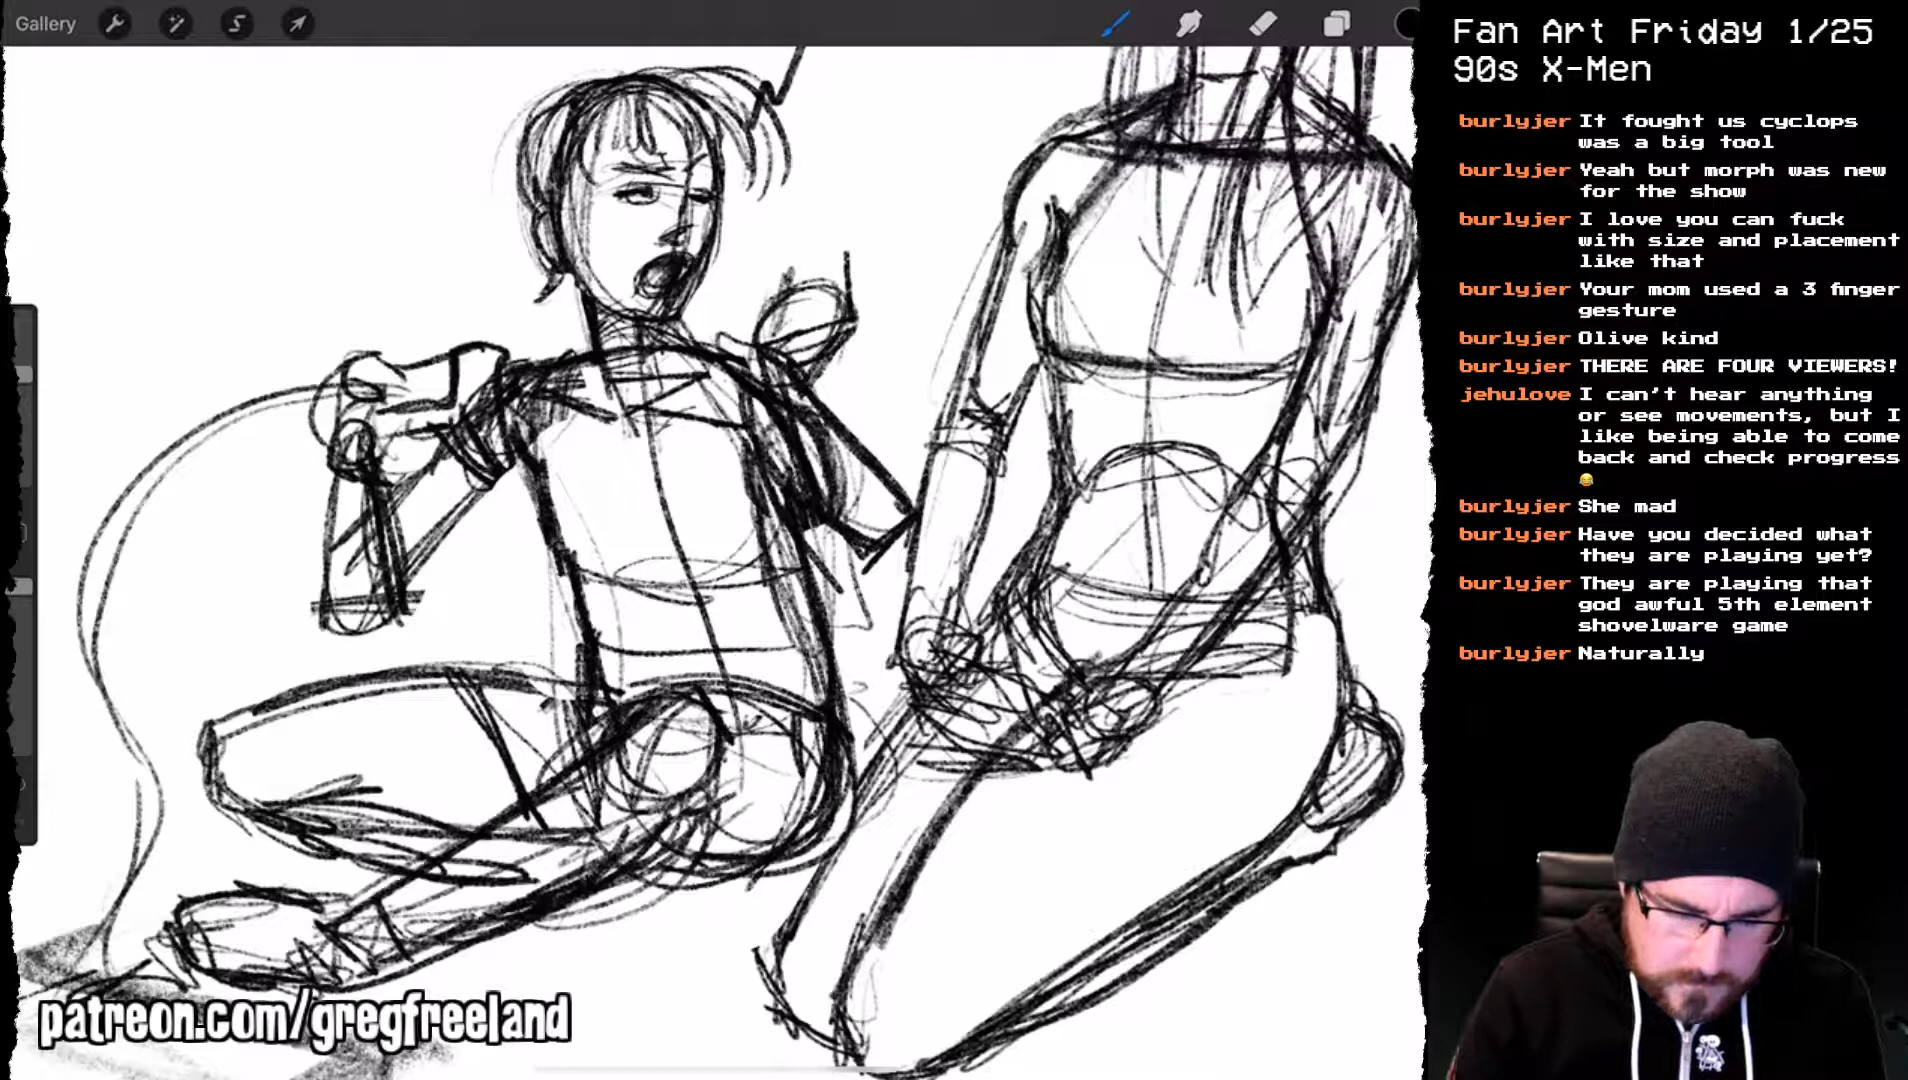 Gallery
Fan Art Friday 1/25
90s X-Men
burlyjer It fought us cyclops
was a big tool
burlyjer Yeah but morph was new
for the show
burlyjer I love you can fuck
with size and placement
like that
burlyjer Your mom used a 3 finger
gesture
burlyjer Olive kind
burlyjer THERE ARE FOUR VIEWERS!
jehulove I can't hear anything
or see movements, but I
like being able to come
back and check progress
😂
burlyjer She mad
burlyjer Have you decided what
they are playing yet?
burlyjer They are playing that
god awful 5th element
shovelware game
burlyjer Naturally
patreon.com/gregfreeland